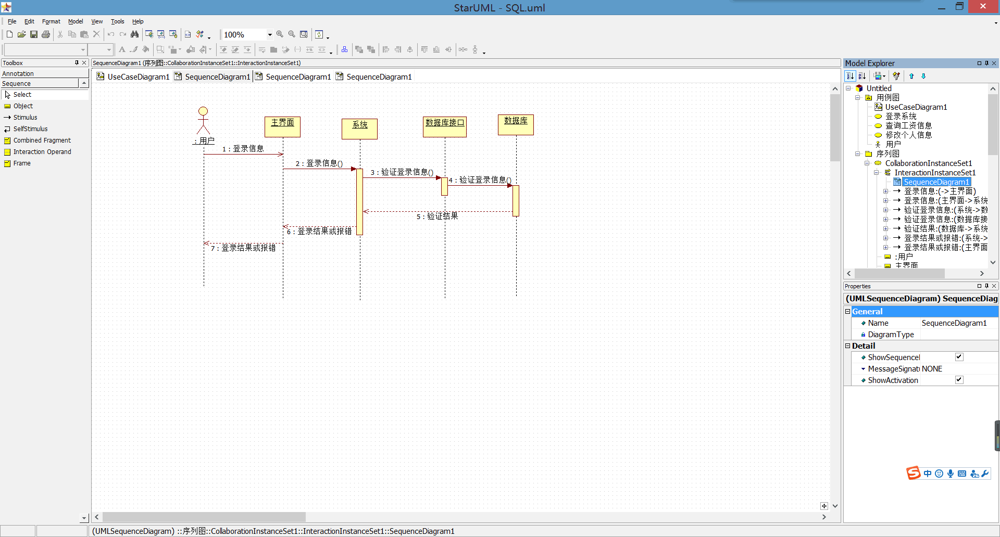 StarUML - SQL.uml
File Edit Format Model View Tools Help
100%
Toolbox
Annotation
Sequence
Select
Object
Stimulus
SelfStimulus
Combined Fragment
Interaction Operand
Frame
SequenceDiagram1 (序列图::CollaborationInstanceSet1::InteractionInstanceSet1)
UseCaseDiagram1 SequenceDiagram1 SequenceDiagram1 SequenceDiagram1
: 用户
主界面
系统
数据库接口
数据库
1 : 登录信息
2 : 登录信息()
3 : 验证登录信息()
4 : 验证登录信息()
5 : 验证结果
6 : 登录结果或报错
7 : 登录结果或报错
Model Explorer
Untitled
用例图
UseCaseDiagram1
登录系统
查询工资信息
修改个人信息
用户
序列图
CollaborationInstanceSet1
InteractionInstanceSet1
SequenceDiagram1
登录信息:(->主界面)
登录信息:(主界面->系统
验证登录信息:(系统->数
验证登录信息:(数据库接
验证结果:(数据库->系统
登录结果或报错:(系统->
登录结果或报错:(主界面
:用户
主界面
Properties
(UMLSequenceDiagram) SequenceDiag
General
Name SequenceDiagram1
DiagramType
Detail
ShowSequenceI
MessageSignatu NONE
ShowActivation
中
(UMLSequenceDiagram) ::序列图::CollaborationInstanceSet1::InteractionInstanceSet1::SequenceDiagram1